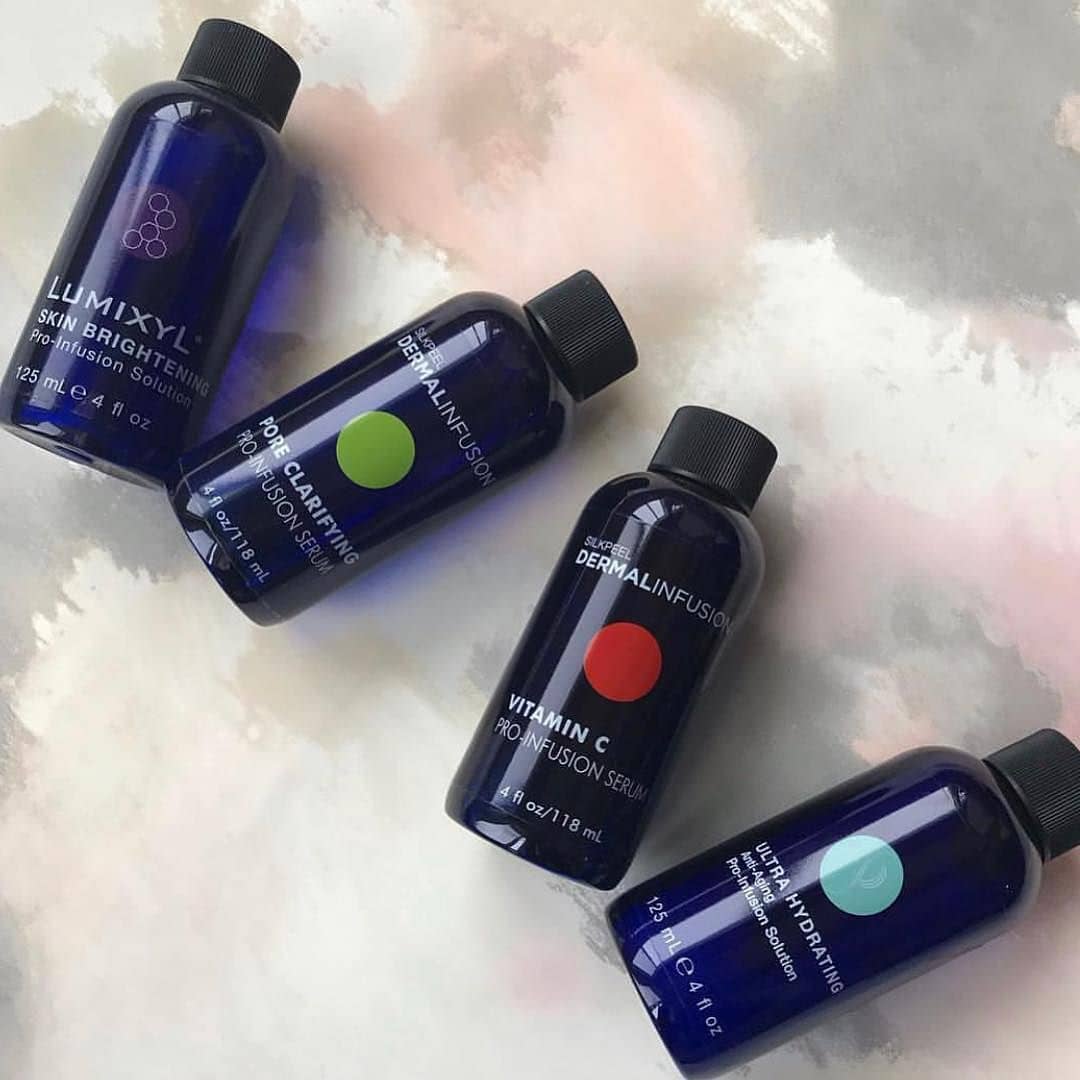 LUMIXYL®
SKIN BRIGHTENING
Pro-Infusion Solution
125 mL ℮ 4 fl oz
SILKPEEL
DERMALINFUSION
PORE CLARIFYING
PRO-INFUSION SERUM
4 fl oz/118 mL
SILKPEEL
DERMALINFUSION
VITAMIN C
PRO-INFUSION SERUM
4 fl oz/118 mL
ULTRA HYDRATING
Anti-Aging
Pro-Infusion Solution
125 mL ℮ 4 fl oz